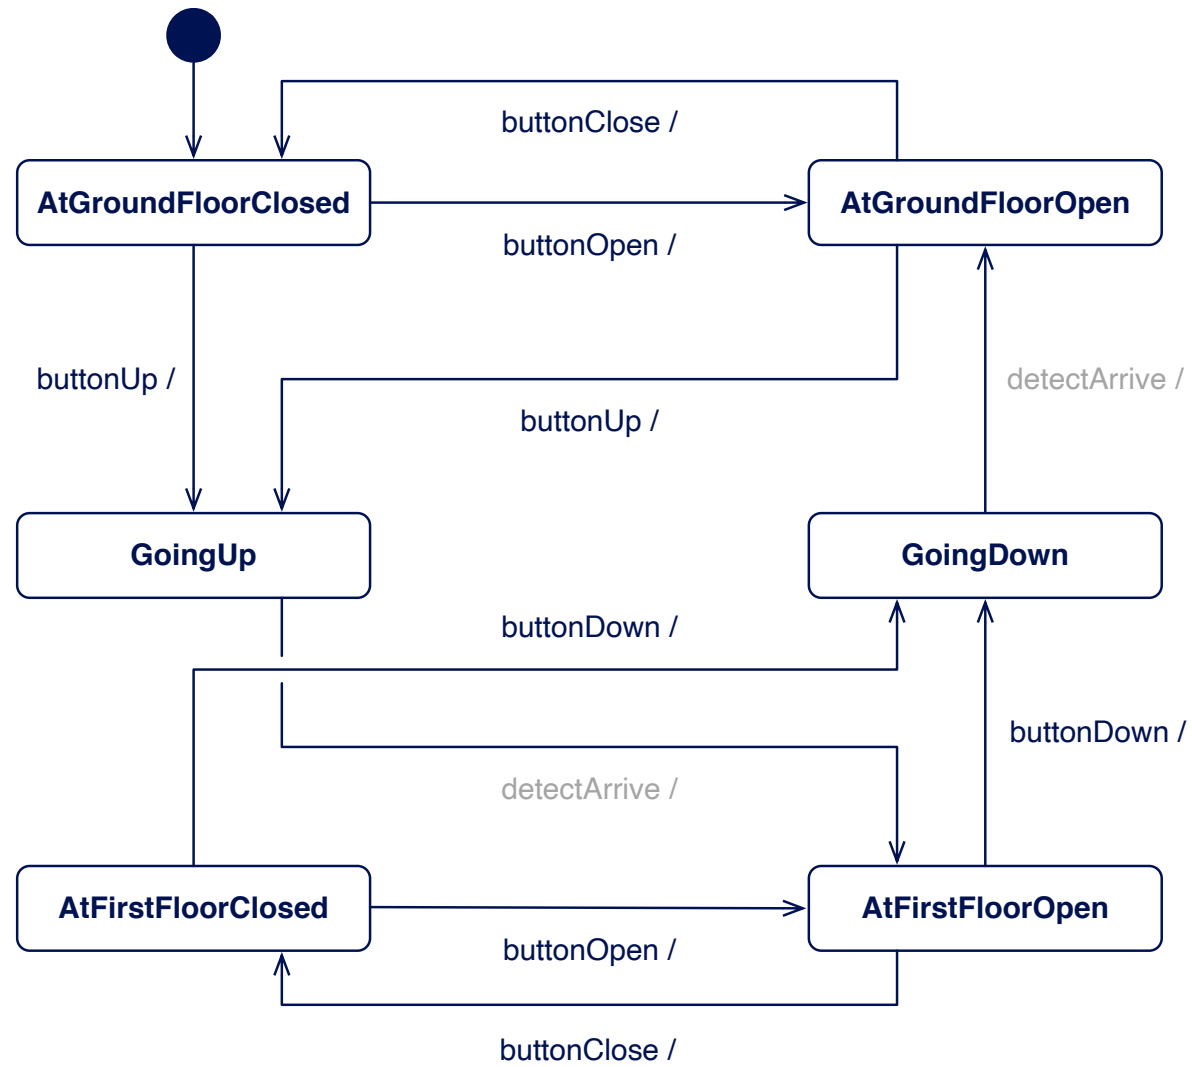 buttonClose /
AtGroundFloorClosed
AtGroundFloorOpen
buttonOpen /
buttonUp /
detectArrive /
buttonUp /
GoingUp
GoingDown
buttonDown /
buttonDown /
detectArrive /
AtFirstFloorClosed
AtFirstFloorOpen
buttonOpen /
buttonClose /